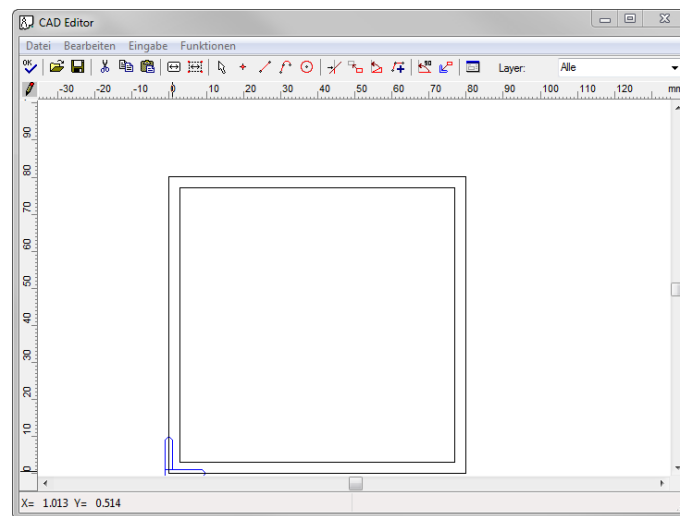 CAD Editor
Datei Bearbeiten Eingabe Funktionen
OK 90 Layer: Alle
-30 -20 -10 0 10 20 30 40 50 60 70 80 90 100 110 120 mm
90
80
70
60
50
40
30
20
10
0
X= 1.013 Y= 0.514